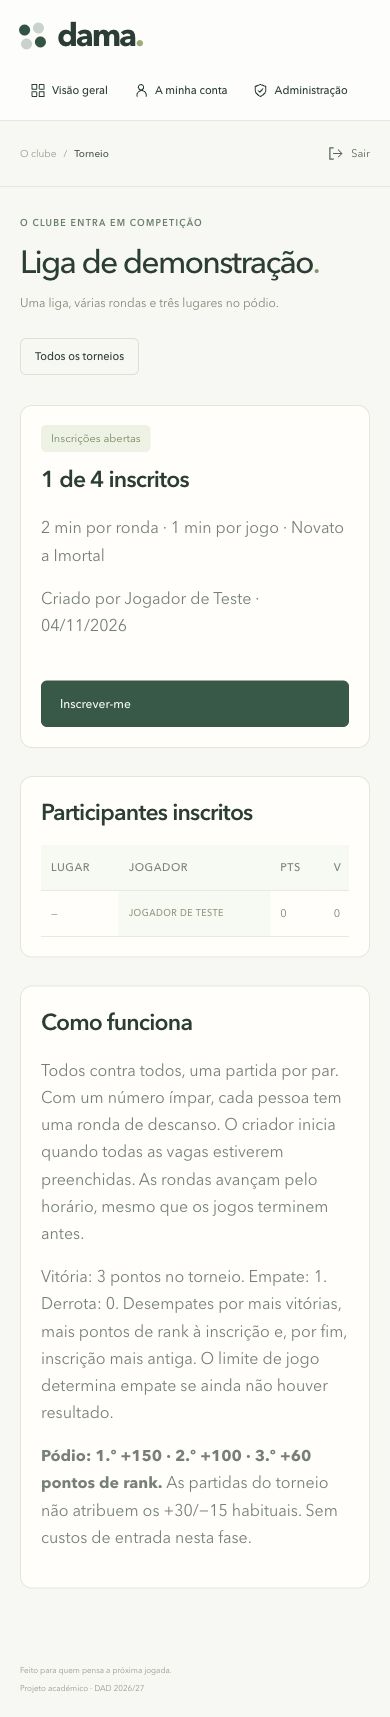 dama.
Visão geral A minha conta Administração
O clube / Torneio Sair
O CLUBE ENTRA EM COMPETIÇÃO
Liga de demonstração.
Uma liga, várias rondas e três lugares no pódio.
Todos os torneios
Inscrições abertas
1 de 4 inscritos
2 min por ronda · 1 min por jogo · Novato
a Imortal
Criado por Jogador de Teste ·
04/11/2026
Inscrever-me
Participantes inscritos
LUGAR JOGADOR PTS V
— JOGADOR DE TESTE 0 0
Como funciona
Todos contra todos, uma partida por par.
Com um número ímpar, cada pessoa tem
uma ronda de descanso. O criador inicia
quando todas as vagas estiverem
preenchidas. As rondas avançam pelo
horário, mesmo que os jogos terminem
antes.
Vitória: 3 pontos no torneio. Empate: 1.
Derrota: 0. Desempates por mais vitórias,
mais pontos de rank à inscrição e, por fim,
inscrição mais antiga. O limite de jogo
determina empate se ainda não houver
resultado.
Pódio: 1.º +150 · 2.º +100 · 3.º +60
pontos de rank. As partidas do torneio
não atribuem os +30/−15 habituais. Sem
custos de entrada nesta fase.
Feito para quem pensa a próxima jogada.
Projeto académico · DAD 2026/27